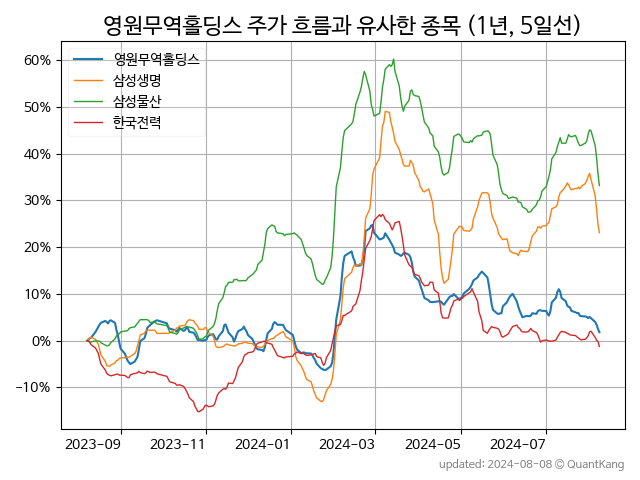 영원무역홀딩스 주가 흐름과 유사한 종목 (1년, 5일선)
영원무역홀딩스
삼성생명
삼성물산
한국전력
60%
50%
40%
30%
20%
10%
0%
−10%
2023-09
2023-11
2024-01
2024-03
2024-05
2024-07
updated: 2024-08-08 © QuantKang